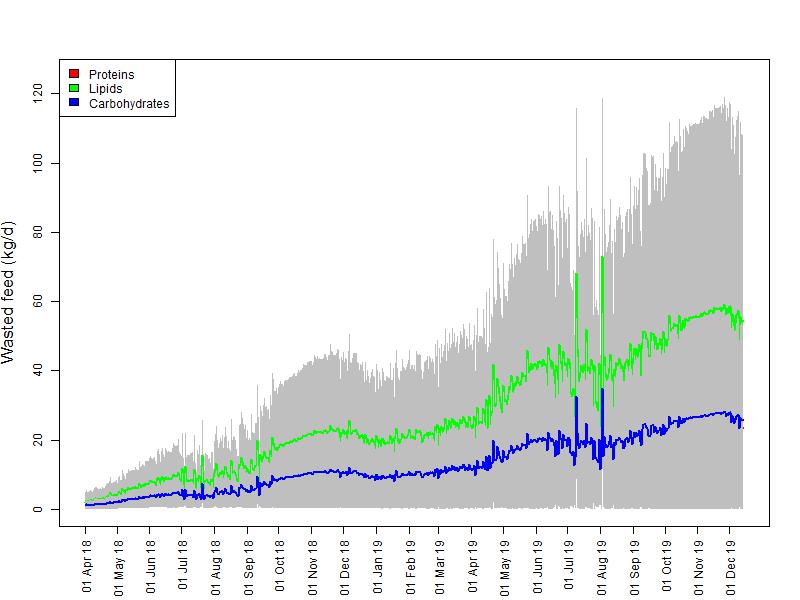 Proteins
Lipids
Carbohydrates
Wasted feed (kg/d)
120
100
80
60
40
20
0
01 Apr 18
01 May 18
01 Jun 18
01 Jul 18
01 Aug 18
01 Sep 18
01 Oct 18
01 Nov 18
01 Dec 18
01 Jan 19
01 Feb 19
01 Mar 19
01 Apr 19
01 May 19
01 Jun 19
01 Jul 19
01 Aug 19
01 Sep 19
01 Oct 19
01 Nov 19
01 Dec 19